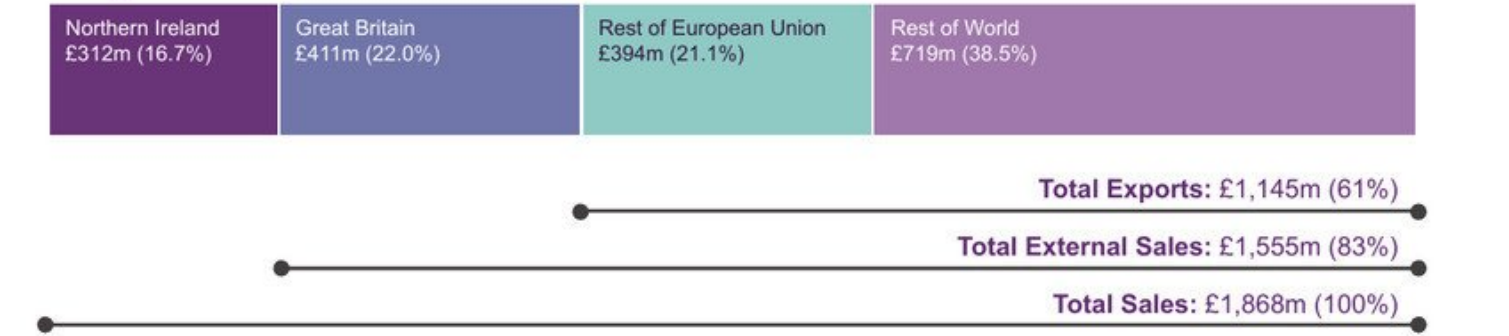 Northern Ireland
£312m (16.7%)
Great Britain
£411m (22.0%)
Rest of European Union
£394m (21.1%)
Rest of World
£719m (38.5%)
Total Exports: £1,145m (61%)
Total External Sales: £1,555m (83%)
Total Sales: £1,868m (100%)